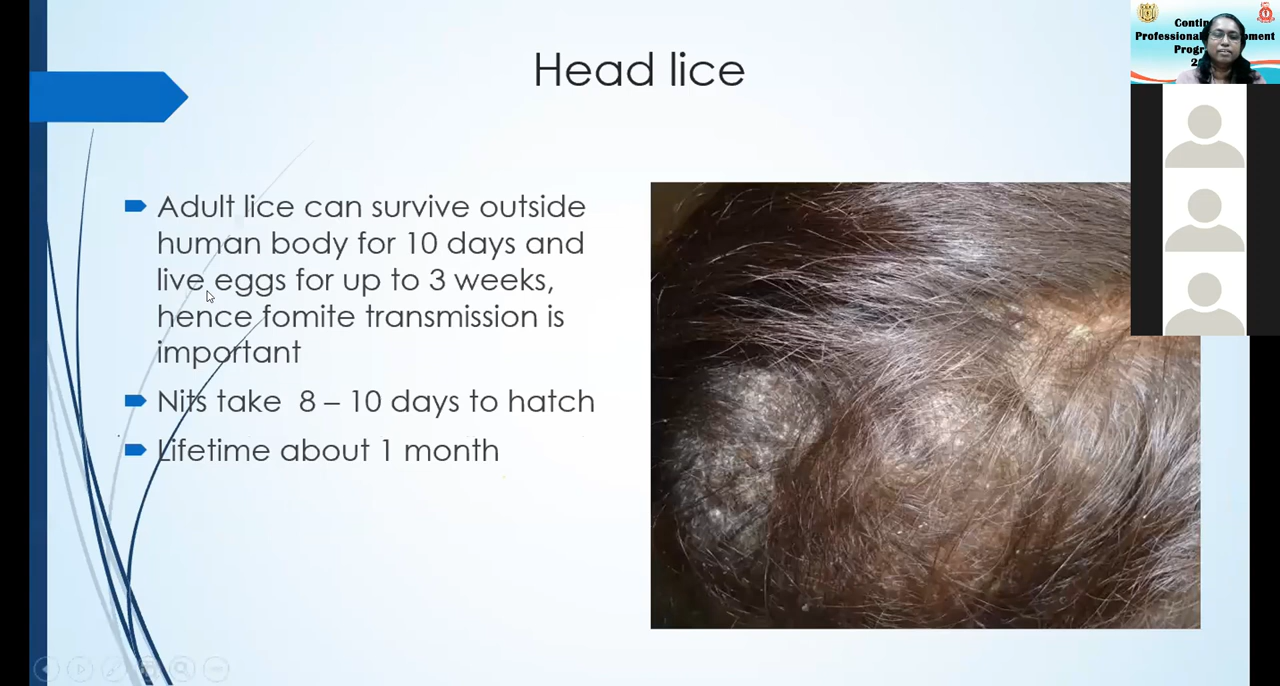 Head lice
Adult lice can survive outside
human body for 10 days and
live eggs for up to 3 weeks,
hence fomite transmission is
important
Nits take 8 – 10 days to hatch
Lifetime about 1 month
Professional